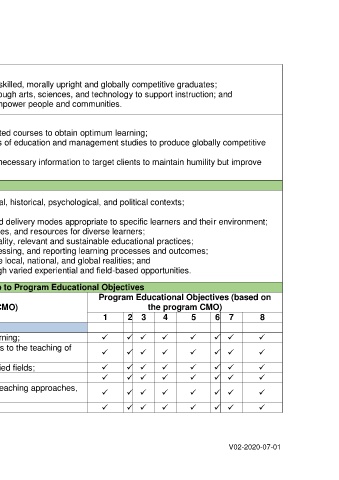 skilled, morally upright and globally competitive graduates;
ough arts, sciences, and technology to support instruction; and
mpower people and communities.
ted courses to obtain optimum learning;
s of education and management studies to produce globally competitive
necessary information to target clients to maintain humility but improve
el, historical, psychological, and political contexts;
d delivery modes appropriate to specific learners and their environment;
es, and resources for diverse learners;
ality, relevant and sustainable educational practices;
essing, and reporting learning processes and outcomes;
e local, national, and global realities; and
gh varied experiential and field-based opportunities.
p to Program Educational Objectives
CMO)
Program Educational Objectives (based on
the program CMO)
1 2 3 4 5 6 7 8
rning; ✓ ✓ ✓ ✓ ✓ ✓ ✓ ✓
s to the teaching of ✓ ✓ ✓ ✓ ✓ ✓ ✓ ✓
ied fields; ✓ ✓ ✓ ✓ ✓ ✓ ✓ ✓
✓ ✓ ✓ ✓ ✓ ✓ ✓ ✓
eaching approaches, ✓ ✓ ✓ ✓ ✓ ✓ ✓ ✓
✓ ✓ ✓ ✓ ✓ ✓ ✓ ✓
V02-2020-07-01